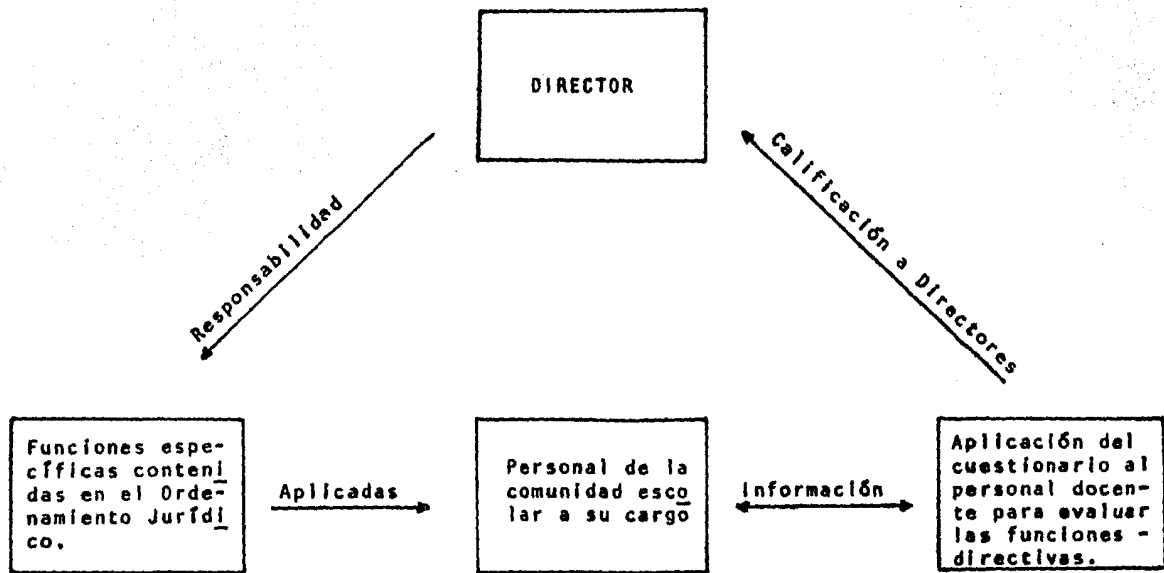 DIRECTOR
Responsabilidad
Calificación a Directores
Funciones espe-
cíficas conteni
das en el Orde-
namiento Jurídi
co.
Aplicadas
Personal de la
comunidad esco
lar a su cargo
Información
Aplicación del
cuestionario al
personal docen-
te para evaluar
las funciones -
directivas.